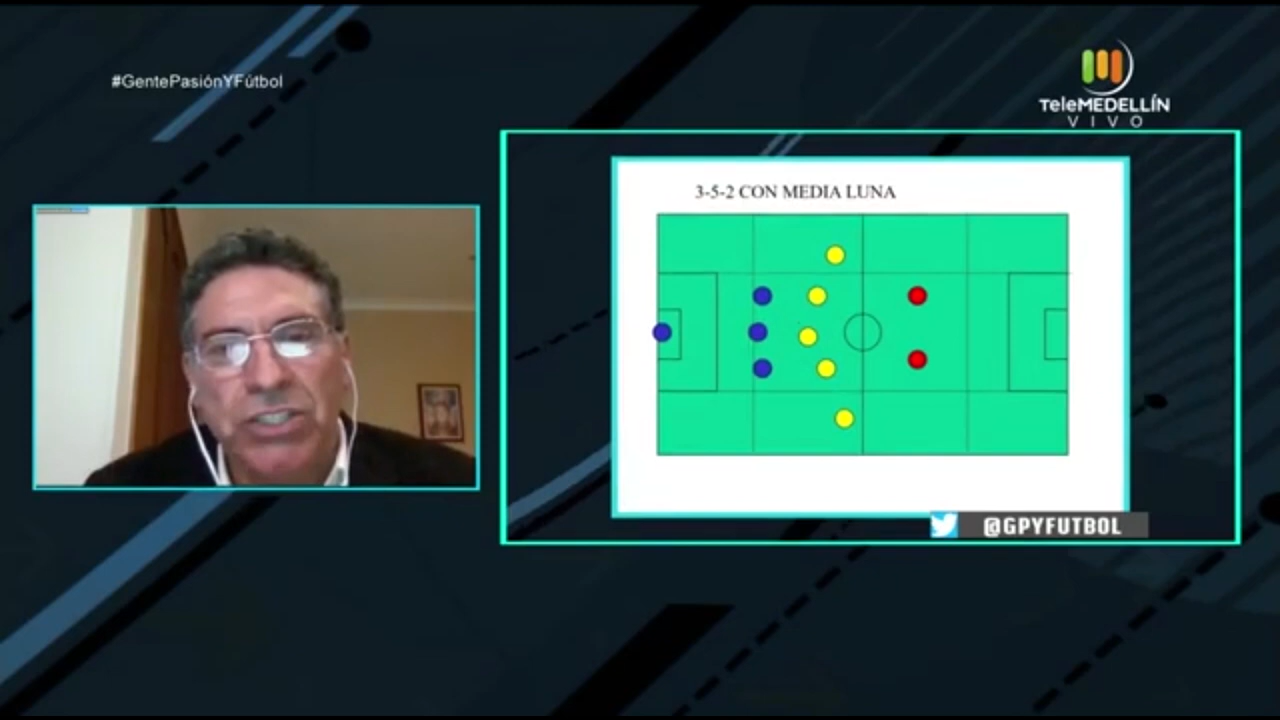 #GentePasiónYFútbol
TeleMEDELLÍN
VIVO
3-5-2 CON MEDIA LUNA
@GPYFUTBOL